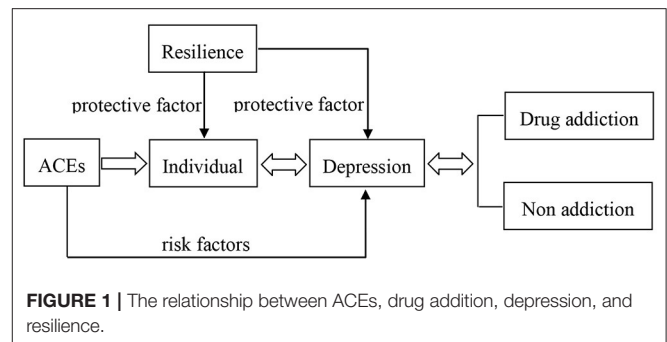 Resilience
protective factor protective factor
Drug addiction
ACEs Individual Depression
Non addiction
risk factors
FIGURE 1 | The relationship between ACEs, drug addition, depression, and
resilience.